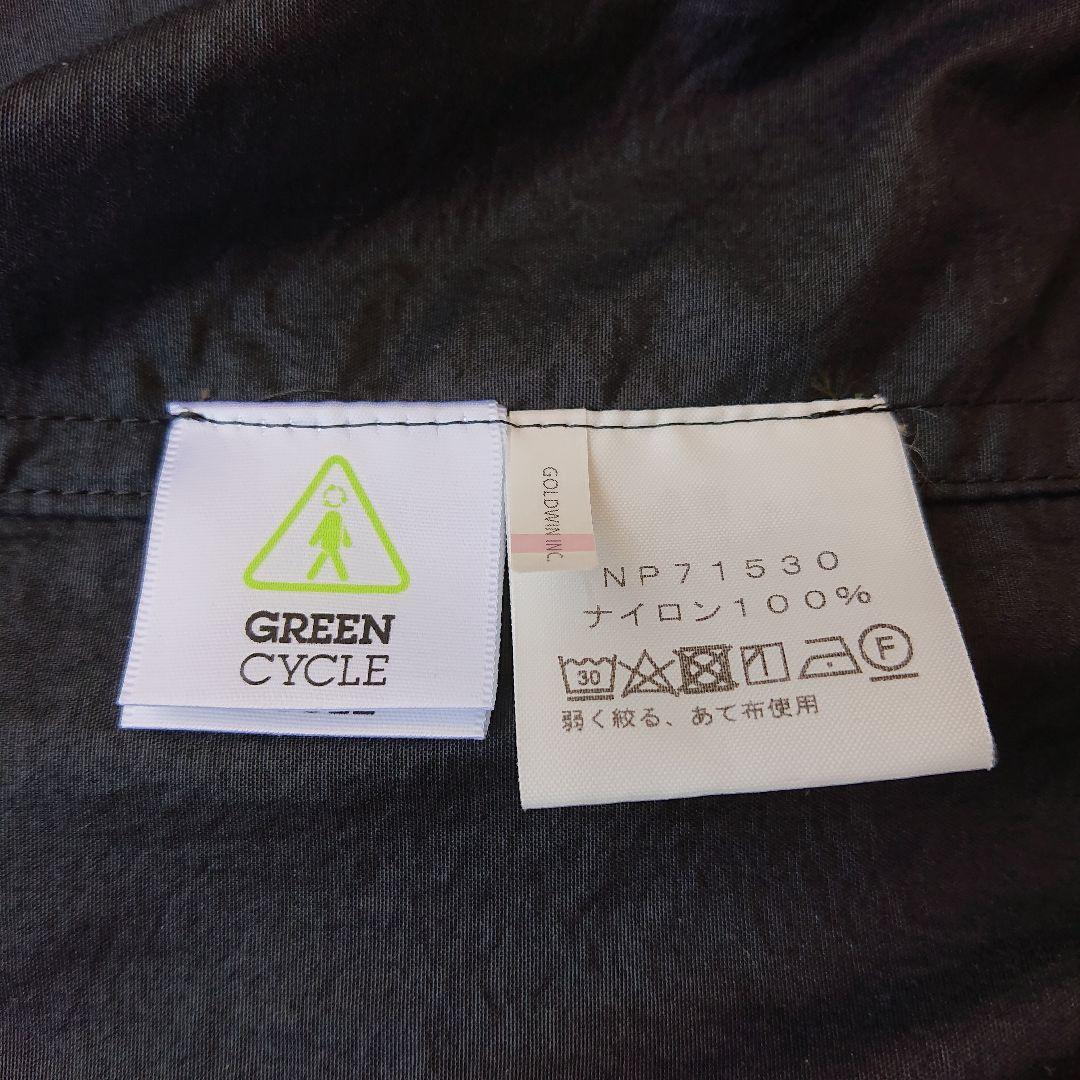 GREEN
CYCLE
GOLDWIN INC.
NP71530
ナイロン100%
30
F
弱く絞る、あて布使用